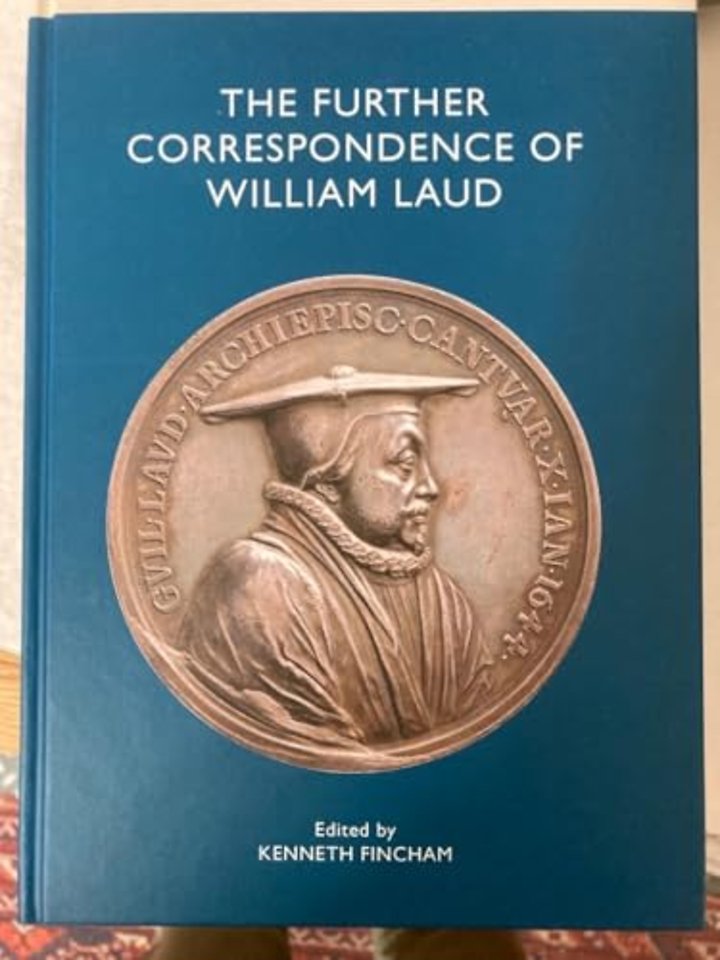 THE FURTHER
CORRESPONDENCE OF
WILLIAM LAUD
GVIL·LAVD·ARCHIEPISC·CANTVAR·X·IAN·1644·
Edited by
KENNETH FINCHAM